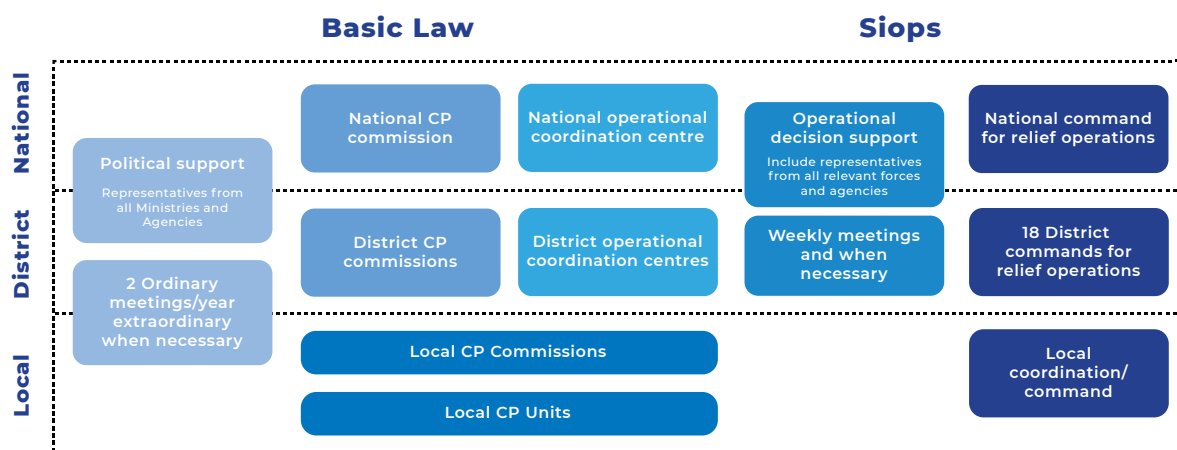 Basic Law
Siops
National
District
Local
Political support
Representatives from
all Ministries and
Agencies
2 Ordinary
meetings/year
extraordinary
when necessary
National CP
commission
National operational
coordination centre
District CP
commissions
District operational
coordination centres
Local CP Commissions
Local CP Units
Operational
decision support
Include representatives
from all relevant forces
and agencies
Weekly meetings
and when
necessary
National command
for relief operations
18 District
commands for
relief operations
Local
coordination/
command